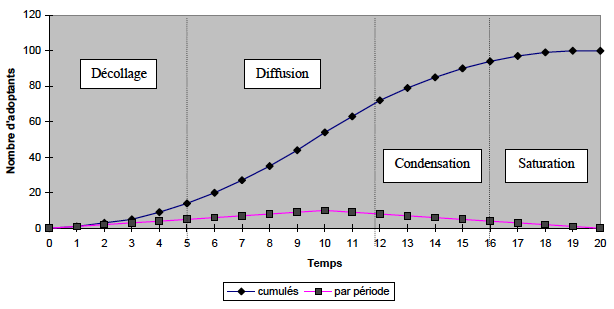 120
100
80
60
40
20
0
Nombre d'adoptants
Décollage
Diffusion
Condensation
Saturation
0 1 2 3 4 5 6 7 8 9 10 11 12 13 14 15 16 17 18 19 20
Temps
cumulés par période